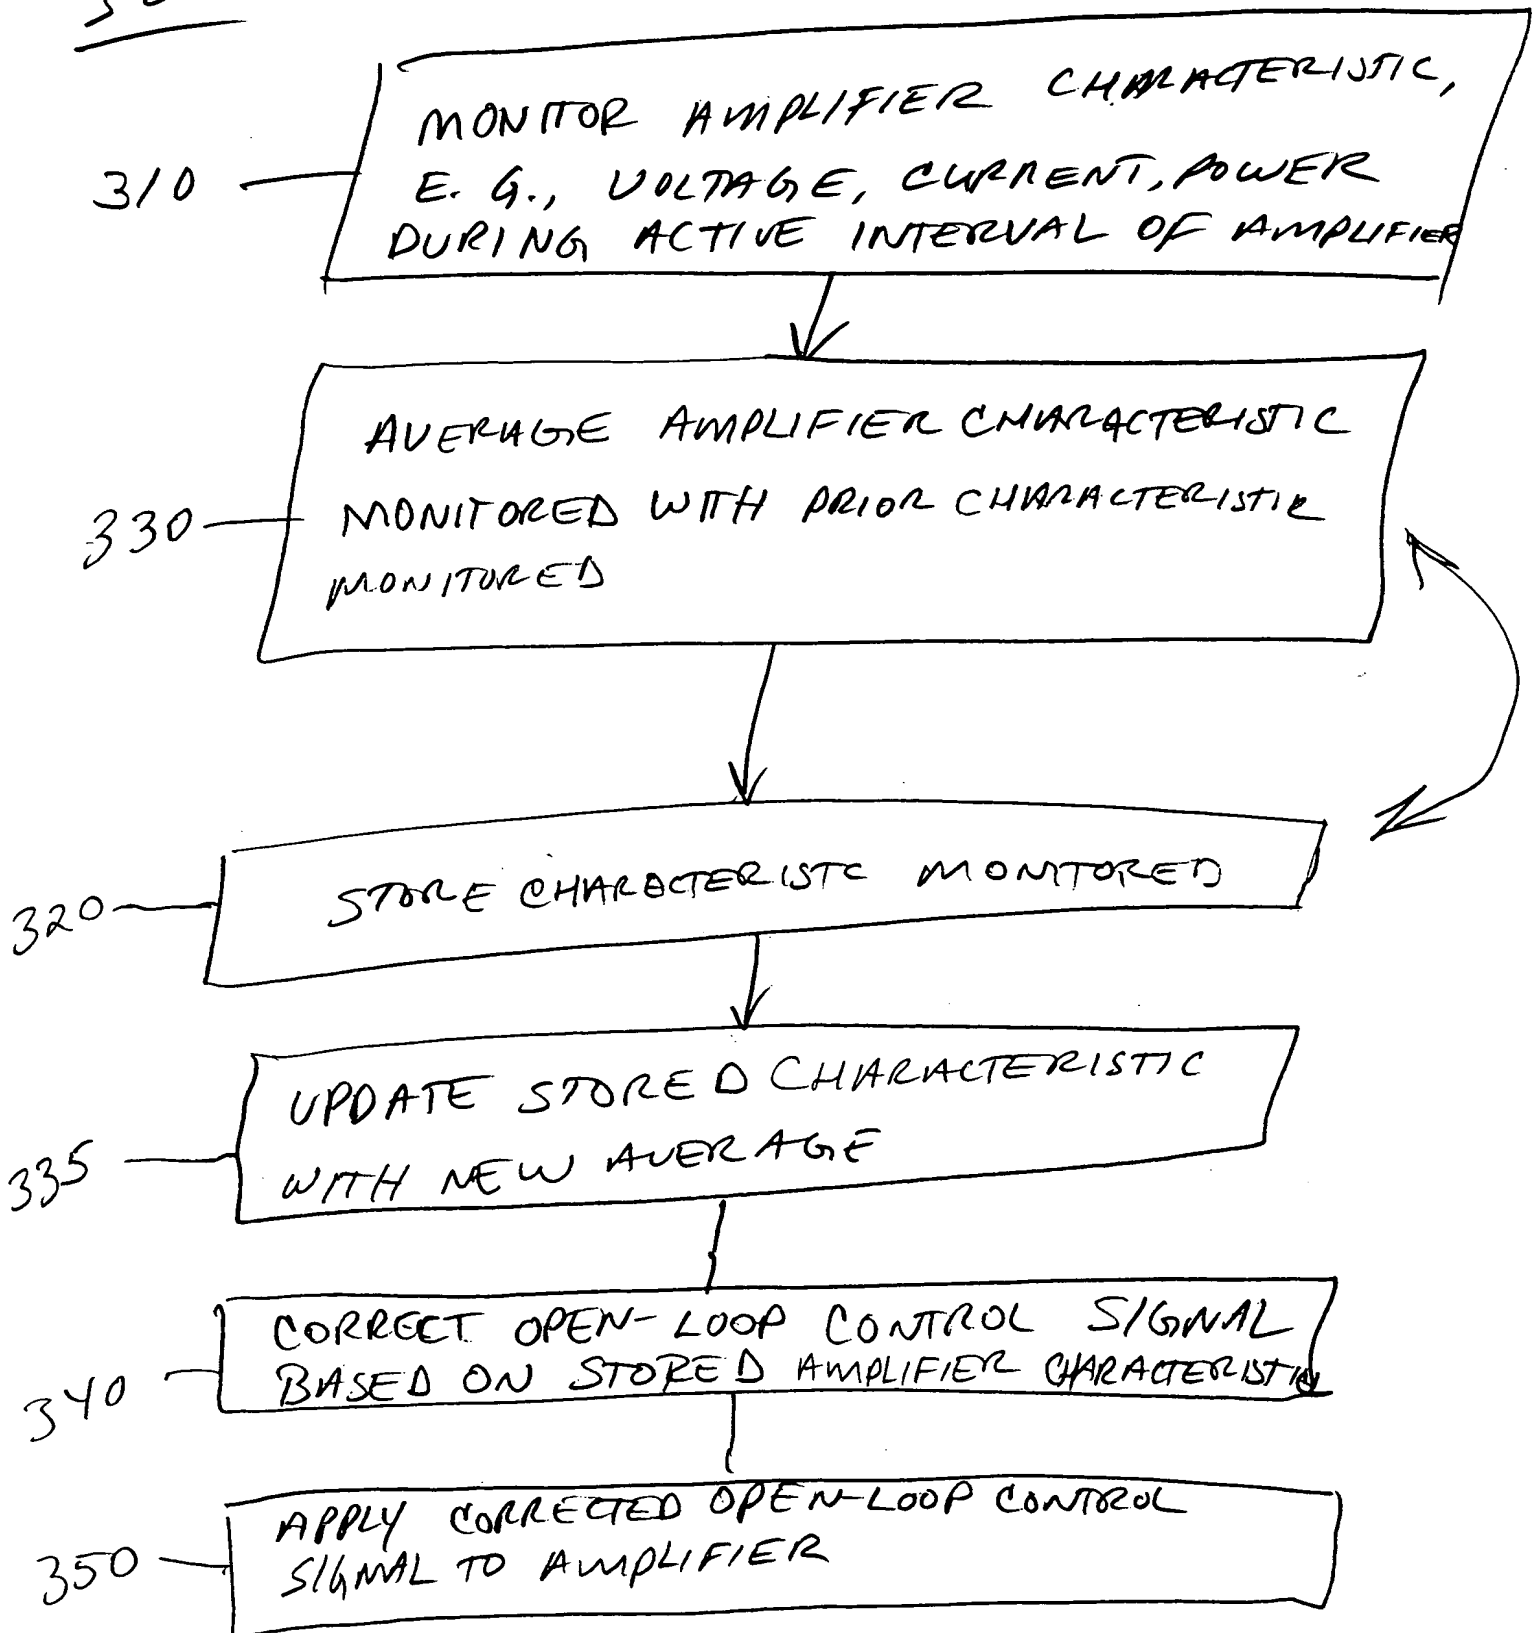 310
MONITOR AMPLIFIER CHARACTERISTIC,
E. G., VOLTAGE, CURRENT, POWER
DURING ACTIVE INTERVAL OF AMPLIFIER
330
AVERAGE AMPLIFIER CHARACTERISTIC
MONITORED WITH PRIOR CHARACTERISTIC
MONITORED
320
STORE CHARACTERISTC MONITORED
335
UPDATE STORED CHARACTERISTIC
WITH NEW AVERAGE
340
CORRECT OPEN-LOOP CONTROL SIGNAL
BASED ON STORED AMPLIFIER CHARACTERISTIC
350
APPLY CORRECTED OPEN-LOOP CONTROL
SIGNAL TO AMPLIFIER